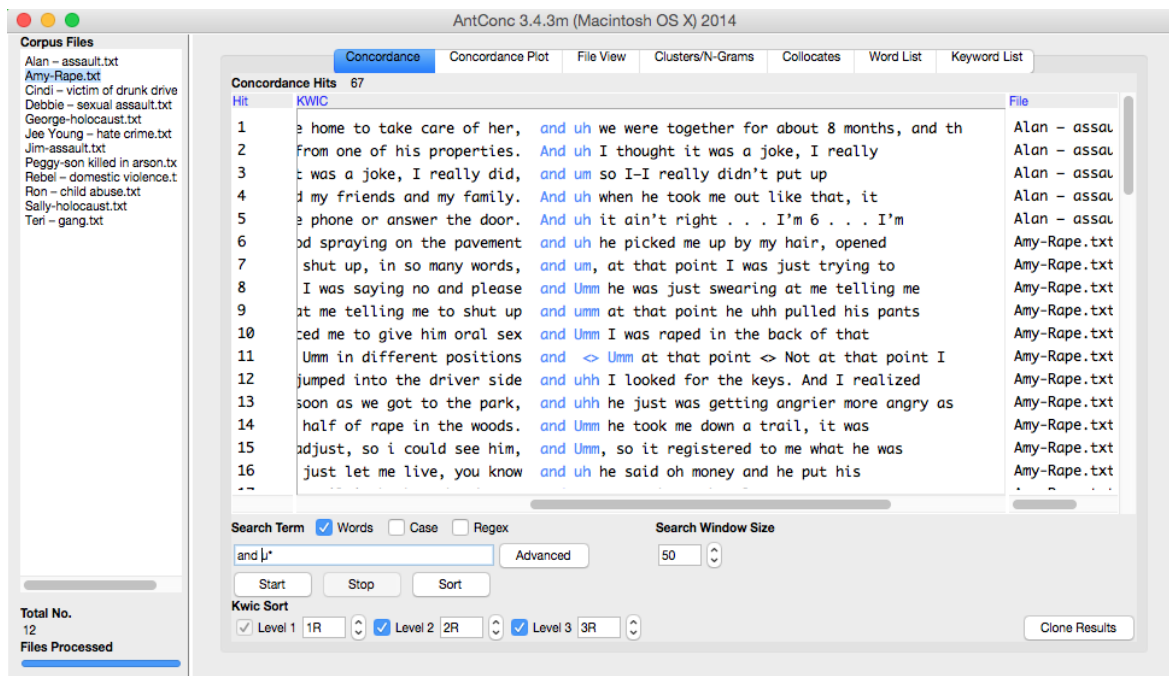 AntConc 3.4.3m (Macintosh OS X) 2014
Corpus Files
Alan – assault.txt
Amy-Rape.txt
Cindi – victim of drunk drive
Debbie – sexual assault.txt
George-holocaust.txt
Jee Young – hate crime.txt
Jim-assault.txt
Peggy-son killed in arson.tx
Rebel – domestic violence.t
Ron – child abuse.txt
Sally-holocaust.txt
Teri – gang.txt
Total No.
12
Files Processed
Concordance Concordance Plot File View Clusters/N-Grams Collocates Word List Keyword List
Concordance Hits 67
Hit KWIC File
1 e home to take care of her, and uh we were together for about 8 months, and th Alan – assau
2 from one of his properties. And uh I thought it was a joke, I really Alan – assau
3 t was a joke, I really did, and um so I–I really didn't put up Alan – assau
4 d my friends and my family. And uh when he took me out like that, it Alan – assau
5 e phone or answer the door. And uh it ain't right . . . I'm 6 . . . I'm Alan – assau
6 od spraying on the pavement and uh he picked me up by my hair, opened Amy-Rape.txt
7 shut up, in so many words, and um, at that point I was just trying to Amy-Rape.txt
8 I was saying no and please and Umm he was just swearing at me telling me Amy-Rape.txt
9 at me telling me to shut up and umm at that point he uhh pulled his pants Amy-Rape.txt
10 ced me to give him oral sex and Umm I was raped in the back of that Amy-Rape.txt
11 Umm in different positions and <> Umm at that point <> Not at that point I Amy-Rape.txt
12 jumped into the driver side and uhh I looked for the keys. And I realized Amy-Rape.txt
13 soon as we got to the park, and uhh he just was getting angrier more angry as Amy-Rape.txt
14 half of rape in the woods. and Umm he took me down a trail, it was Amy-Rape.txt
15 adjust, so i could see him, and Umm, so it registered to me what he was Amy-Rape.txt
16 just let me live, you know and uh he said oh money and he put his Amy-Rape.txt
Search Term Words Case Regex Search Window Size
and u* Advanced 50
Start Stop Sort
Kwic Sort
Level 1 1R Level 2 2R Level 3 3R Clone Results